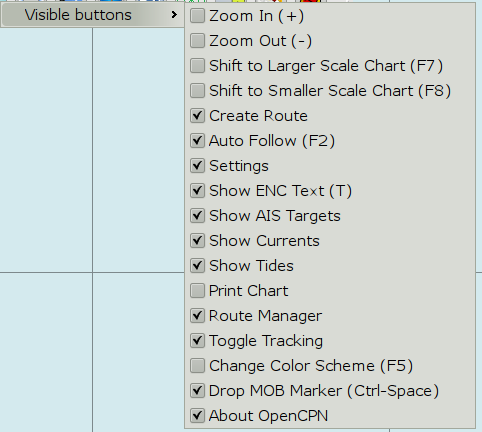 Visible buttons
Zoom In (+)
Zoom Out (-)
Shift to Larger Scale Chart (F7)
Shift to Smaller Scale Chart (F8)
Create Route
Auto Follow (F2)
Settings
Show ENC Text (T)
Show AIS Targets
Show Currents
Show Tides
Print Chart
Route Manager
Toggle Tracking
Change Color Scheme (F5)
Drop MOB Marker (Ctrl-Space)
About OpenCPN